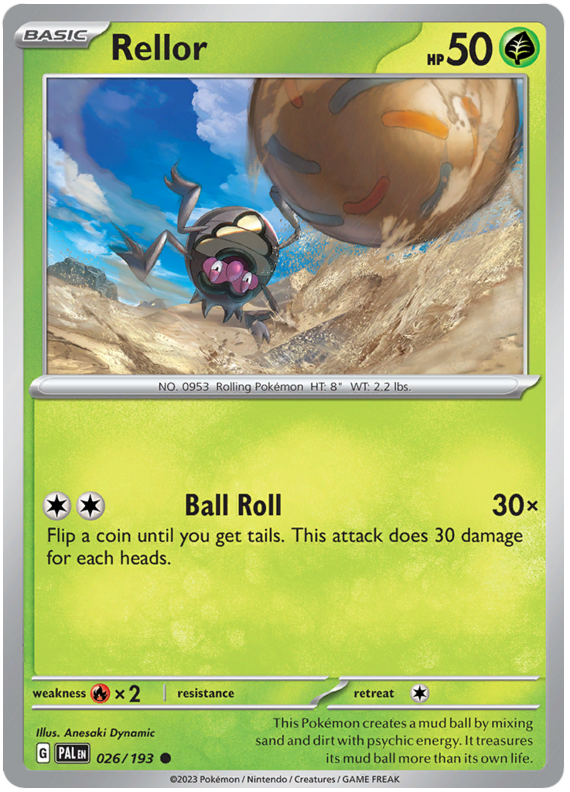 BASIC Rellor HP 50
NO. 0953 Rolling Pokémon HT: 8" WT: 2.2 lbs.
Ball Roll 30×
Flip a coin until you get tails. This attack does 30 damage
for each heads.
weakness ×2 resistance retreat
Illus. Anesaki Dynamic
G PAL EN 026/193
This Pokémon creates a mud ball by mixing
sand and dirt with psychic energy. It treasures
its mud ball more than its own life.
©2023 Pokémon / Nintendo / Creatures / GAME FREAK